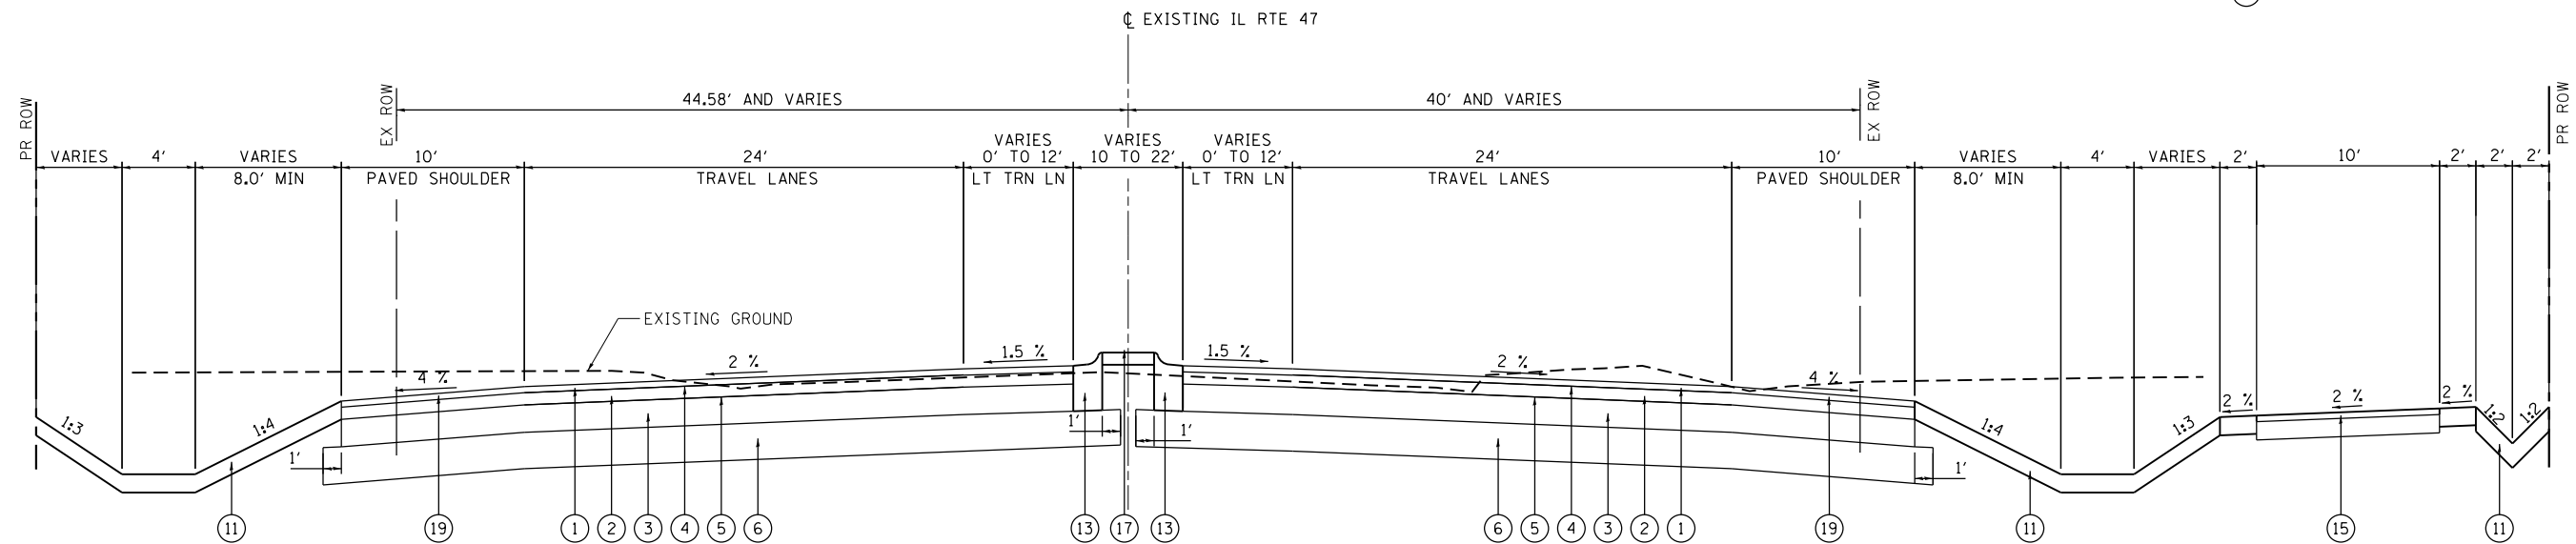 ℄ EXISTING IL RTE 47
PR ROW
EX ROW
44.58' AND VARIES
40' AND VARIES
EX ROW
PR ROW
VARIES
4'
VARIES
8.0' MIN
10'
PAVED SHOULDER
24'
TRAVEL LANES
VARIES
0' TO 12'
LT TRN LN
VARIES
10 TO 22'
VARIES
0' TO 12'
LT TRN LN
24'
TRAVEL LANES
10'
PAVED SHOULDER
VARIES
8.0' MIN
4'
VARIES
2'
10'
2'
2'
2'
EXISTING GROUND
1:3
1:4
4 %
2 %
1.5 %
1.5 %
2 %
4 %
1:4
1:3
2 %
2 %
2 %
1:2
1:2
1'
1'
1'
1'
11
19
1
2
3
4
5
6
13
17
13
6
5
4
3
2
1
19
11
15
11